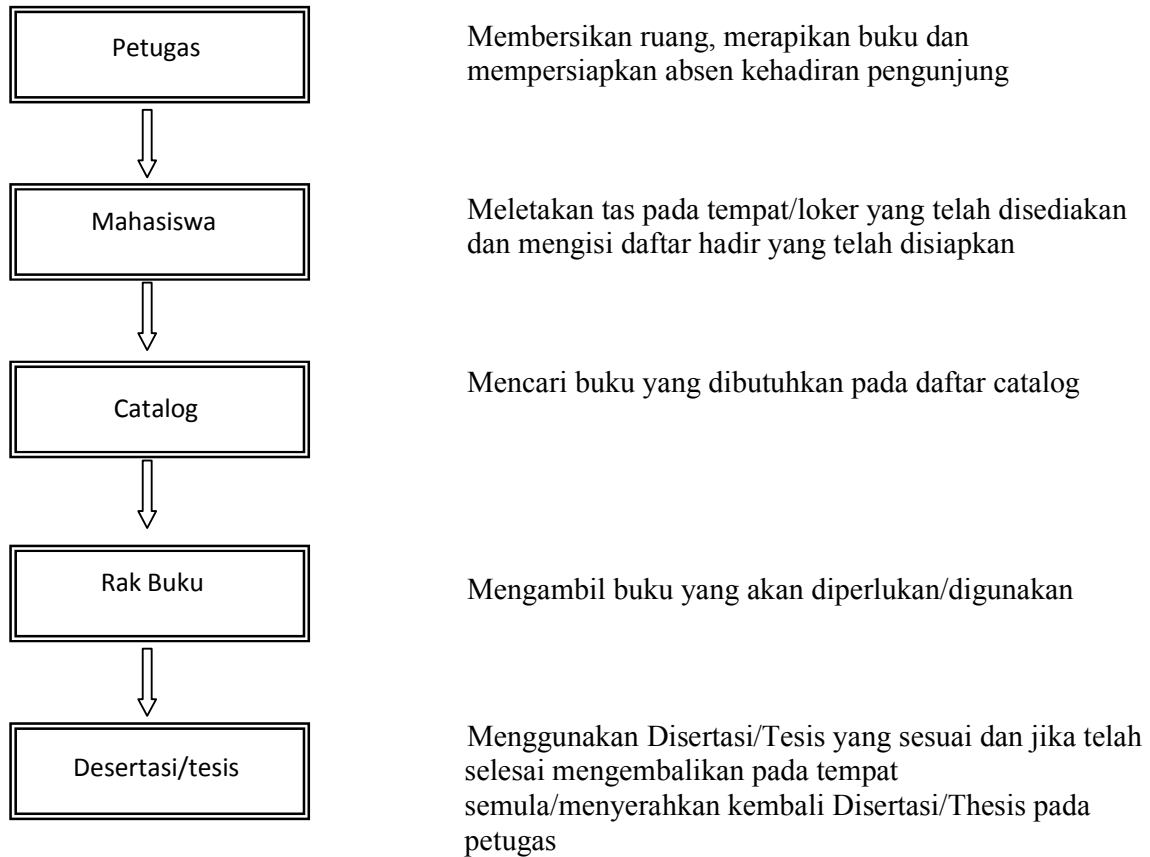 Petugas
Membersikan ruang, merapikan buku dan
mempersiapkan absen kehadiran pengunjung
Mahasiswa
Meletakan tas pada tempat/loker yang telah disediakan
dan mengisi daftar hadir yang telah disiapkan
Catalog
Mencari buku yang dibutuhkan pada daftar catalog
Rak Buku
Mengambil buku yang akan diperlukan/digunakan
Desertasi/tesis
Menggunakan Disertasi/Tesis yang sesuai dan jika telah
selesai mengembalikan pada tempat
semula/menyerahkan kembali Disertasi/Thesis pada
petugas